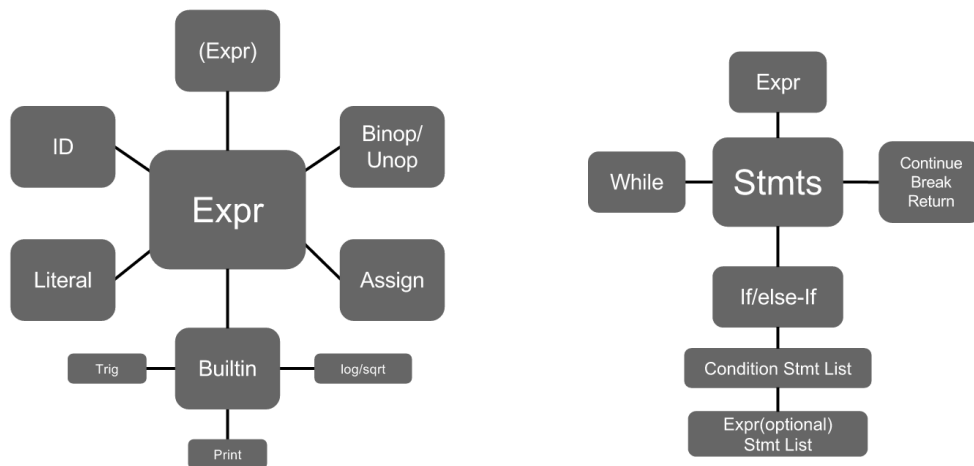 (Expr)
ID
Binop/
Unop
Expr
Literal
Assign
Trig
Builtin
log/sqrt
Print
Expr
While
Stmts
Continue
Break
Return
If/else-If
Condition Stmt List
Expr(optional)
Stmt List